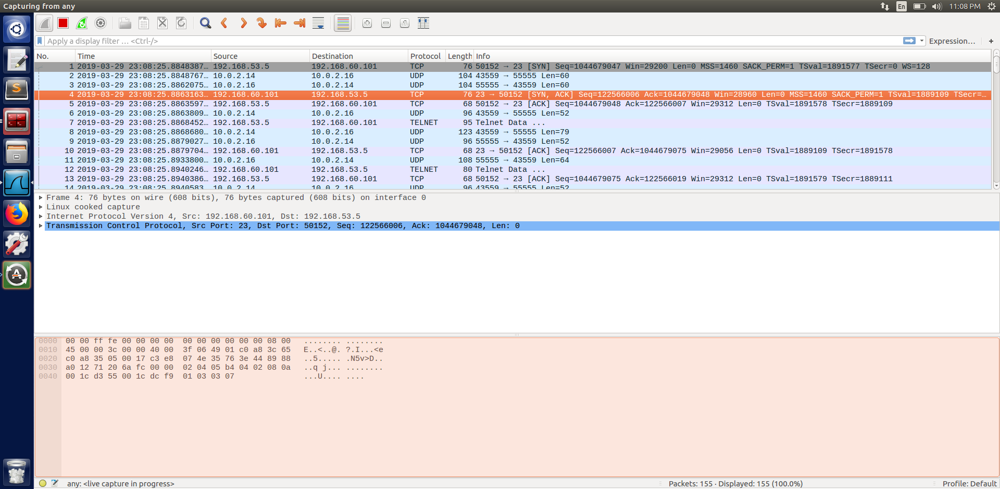 Capturing from any
En
11:08 PM
Apply a display filter … <Ctrl-/>
Expression…
+
No. Time Source Destination Protocol Length Info
1 2019-03-29 23:08:25.8848387… 192.168.53.5 192.168.60.101 TCP 76 50152 → 23 [SYN] Seq=1044679047 Win=29200 Len=0 MSS=1460 SACK_PERM=1 TSval=1891577 TSecr=0 WS=128
2 2019-03-29 23:08:25.8848767… 10.0.2.14 10.0.2.16 UDP 104 43559 → 55555 Len=60
3 2019-03-29 23:08:25.8862075… 10.0.2.16 10.0.2.14 UDP 104 55555 → 43559 Len=60
4 2019-03-29 23:08:25.8863163… 192.168.60.101 192.168.53.5 TCP 76 23 → 50152 [SYN, ACK] Seq=122566006 Ack=1044679048 Win=28960 Len=0 MSS=1460 SACK_PERM=1 TSval=1889109 TSecr=…
5 2019-03-29 23:08:25.8863597… 192.168.53.5 192.168.60.101 TCP 68 50152 → 23 [ACK] Seq=1044679048 Ack=122566007 Win=29312 Len=0 TSval=1891578 TSecr=1889109
6 2019-03-29 23:08:25.8863809… 10.0.2.14 10.0.2.16 UDP 96 43559 → 55555 Len=52
7 2019-03-29 23:08:25.8868452… 192.168.53.5 192.168.60.101 TELNET 95 Telnet Data ...
8 2019-03-29 23:08:25.8868680… 10.0.2.14 10.0.2.16 UDP 123 43559 → 55555 Len=79
9 2019-03-29 23:08:25.8879027… 10.0.2.16 10.0.2.14 UDP 96 55555 → 43559 Len=52
10 2019-03-29 23:08:25.8879704… 192.168.60.101 192.168.53.5 TCP 68 23 → 50152 [ACK] Seq=122566007 Ack=1044679075 Win=29056 Len=0 TSval=1889109 TSecr=1891578
11 2019-03-29 23:08:25.8933800… 10.0.2.16 10.0.2.14 UDP 108 55555 → 43559 Len=64
12 2019-03-29 23:08:25.8940246… 192.168.60.101 192.168.53.5 TELNET 80 Telnet Data ...
13 2019-03-29 23:08:25.8940386… 192.168.53.5 192.168.60.101 TCP 68 50152 → 23 [ACK] Seq=1044679075 Ack=122566019 Win=29312 Len=0 TSval=1891579 TSecr=1889111
14 2019-03-29 23:08:25.8940583… 10.0.2.14 10.0.2.16 UDP 96 43559 → 55555 Len=52
Frame 4: 76 bytes on wire (608 bits), 76 bytes captured (608 bits) on interface 0
Linux cooked capture
Internet Protocol Version 4, Src: 192.168.60.101, Dst: 192.168.53.5
Transmission Control Protocol, Src Port: 23, Dst Port: 50152, Seq: 122566006, Ack: 1044679048, Len: 0
0000 00 00 ff fe 00 00 00 00 00 00 00 00 00 00 08 00 ........ ........
0010 45 00 00 3c 00 00 40 00 3f 06 49 01 c0 a8 3c 65 E..<..@. ?.I...<e
0020 c0 a8 35 05 00 17 c3 e8 07 4e 35 76 3e 44 89 88 ..5..... .N5v>D..
0030 a0 12 71 20 6a fc 00 00 02 04 05 b4 04 02 08 0a ..q j... ........
0040 00 1c d3 55 00 1c dc f9 01 03 03 07 ...U.... ....
any: <live capture in progress>
Packets: 155 · Displayed: 155 (100.0%)
Profile: Default